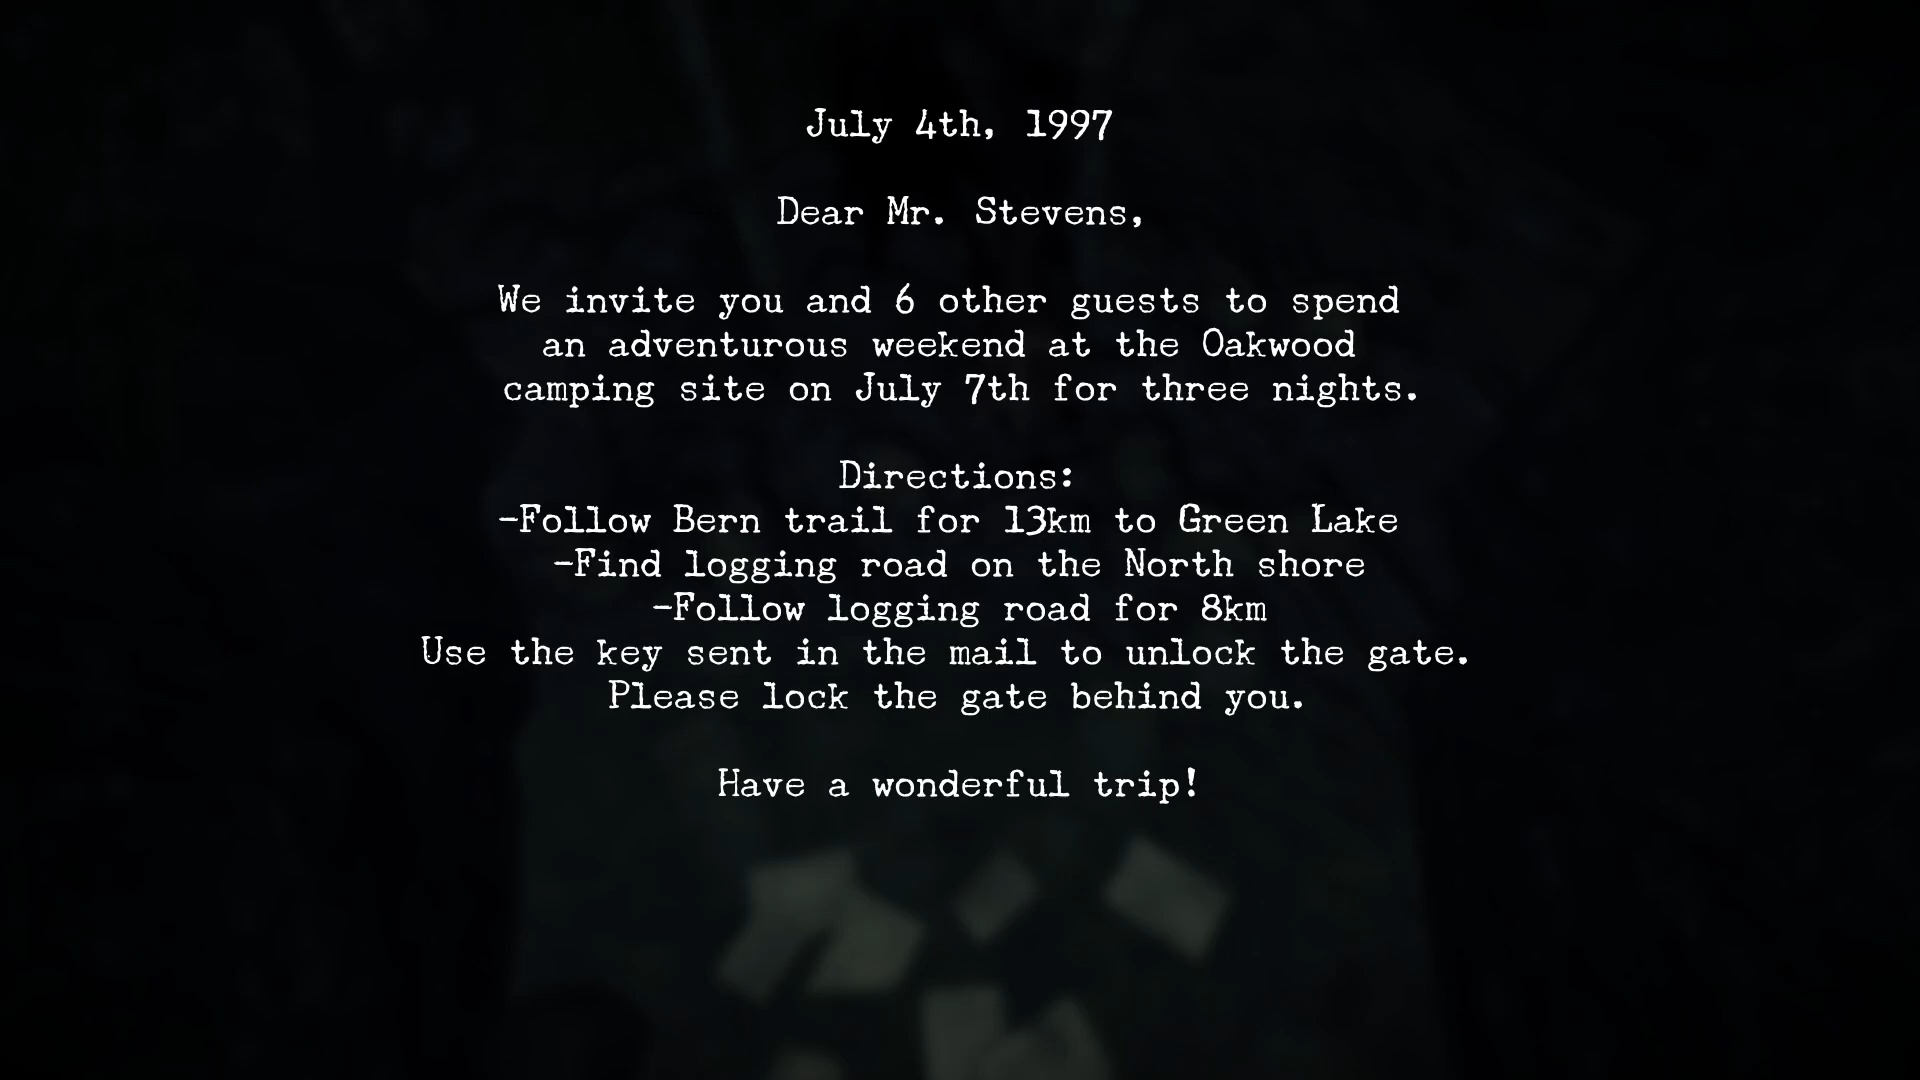 July 4th, 1997
Dear Mr. Stevens,
We invite you and 6 other guests to spend
an adventurous weekend at the Oakwood
camping site on July 7th for three nights.
Directions:
-Follow Bern trail for 13km to Green Lake
-Find logging road on the North shore
-Follow logging road for 8km
Use the key sent in the mail to unlock the gate.
Please lock the gate behind you.
Have a wonderful trip!